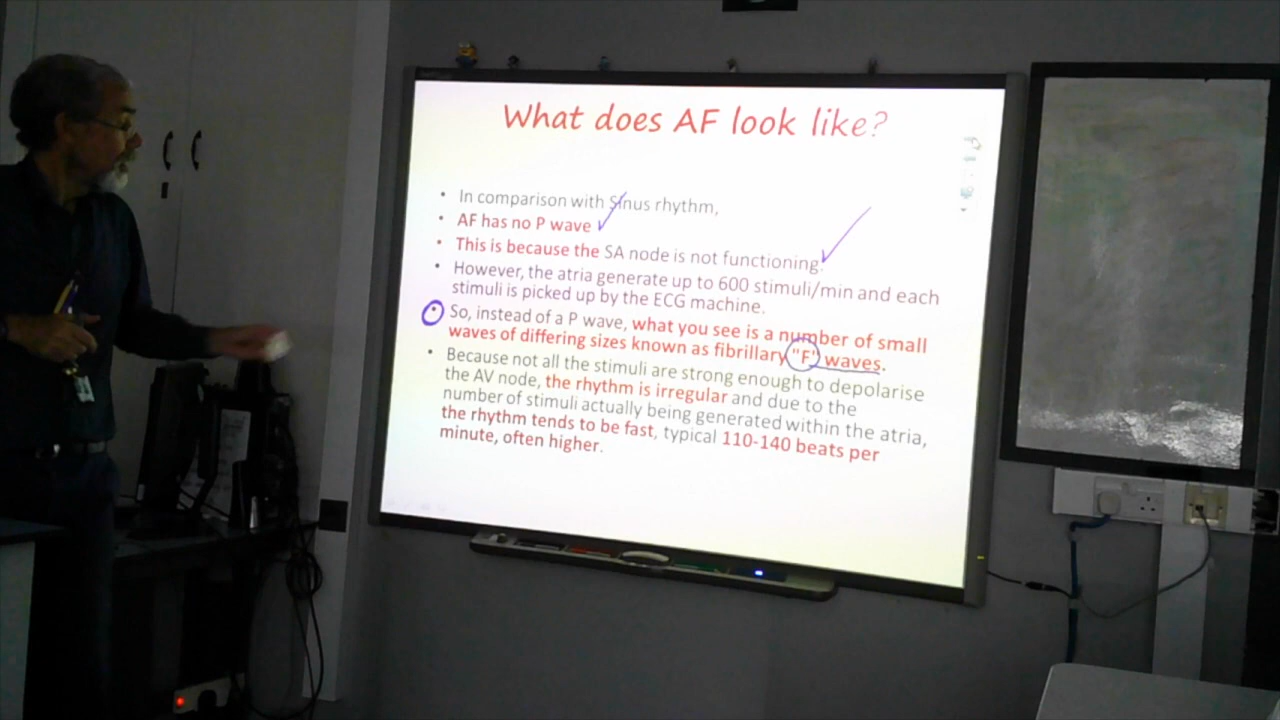 What does AF look like?
• In comparison with Sinus rhythm,
• AF has no P wave
• This is because the SA node is not functioning.
• However, the atria generate up to 600 stimuli/min and each
stimuli is picked up by the ECG machine.
• So, instead of a P wave, what you see is a number of small
waves of differing sizes known as fibrillary "F" waves.
• Because not all the stimuli are strong enough to depolarise
the AV node, the rhythm is irregular and due to the
number of stimuli actually being generated within the atria,
the rhythm tends to be fast, typical 110-140 beats per
minute, often higher.